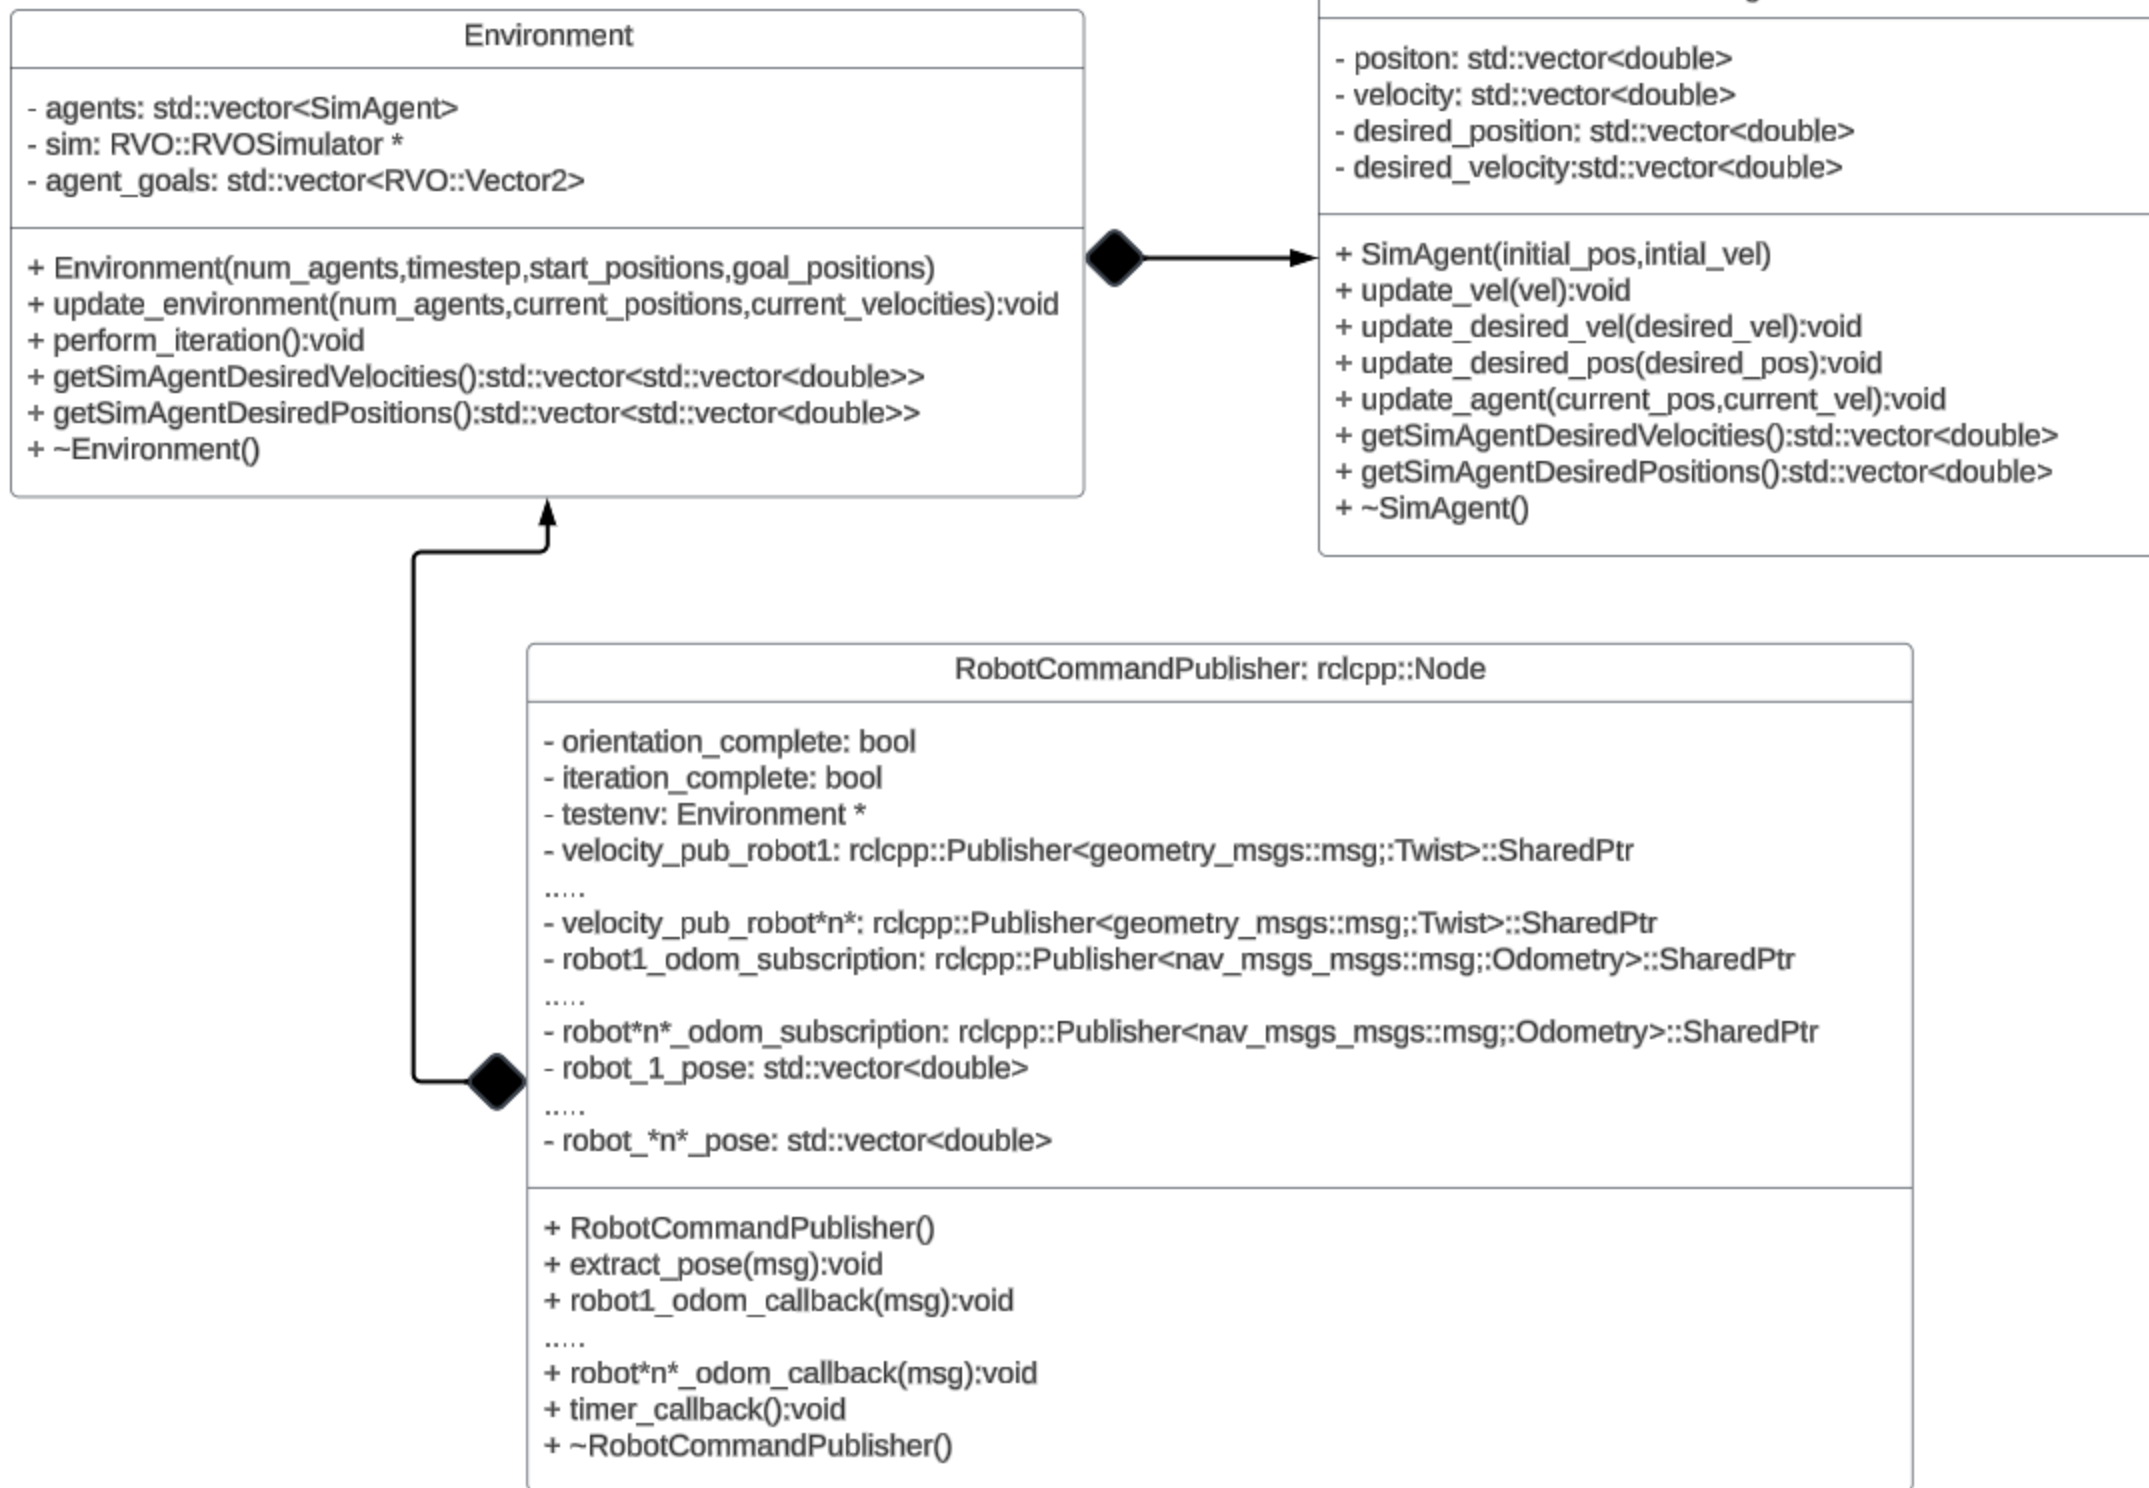 Environment
- agents: std::vector<SimAgent>
- sim: RVO::RVOSimulator *
- agent_goals: std::vector<RVO::Vector2>
+ Environment(num_agents,timestep,start_positions,goal_positions)
+ update_environment(num_agents,current_positions,current_velocities):void
+ perform_iteration():void
+ getSimAgentDesiredVelocities():std::vector<std::vector<double>>
+ getSimAgentDesiredPositions():std::vector<std::vector<double>>
+ ~Environment()
- positon: std::vector<double>
- velocity: std::vector<double>
- desired_position: std::vector<double>
- desired_velocity:std::vector<double>
+ SimAgent(initial_pos,intial_vel)
+ update_vel(vel):void
+ update_desired_vel(desired_vel):void
+ update_desired_pos(desired_pos):void
+ update_agent(current_pos,current_vel):void
+ getSimAgentDesiredVelocities():std::vector<double>
+ getSimAgentDesiredPositions():std::vector<double>
+ ~SimAgent()
RobotCommandPublisher: rclcpp::Node
- orientation_complete: bool
- iteration_complete: bool
- testenv: Environment *
- velocity_pub_robot1: rclcpp::Publisher<geometry_msgs::msg;:Twist>::SharedPtr
.....
- velocity_pub_robot*n*: rclcpp::Publisher<geometry_msgs::msg;:Twist>::SharedPtr
- robot1_odom_subscription: rclcpp::Publisher<nav_msgs_msgs::msg;:Odometry>::SharedPtr
.....
- robot*n*_odom_subscription: rclcpp::Publisher<nav_msgs_msgs::msg;:Odometry>::SharedPtr
- robot_1_pose: std::vector<double>
.....
- robot_*n*_pose: std::vector<double>
+ RobotCommandPublisher()
+ extract_pose(msg):void
+ robot1_odom_callback(msg):void
.....
+ robot*n*_odom_callback(msg):void
+ timer_callback():void
+ ~RobotCommandPublisher()